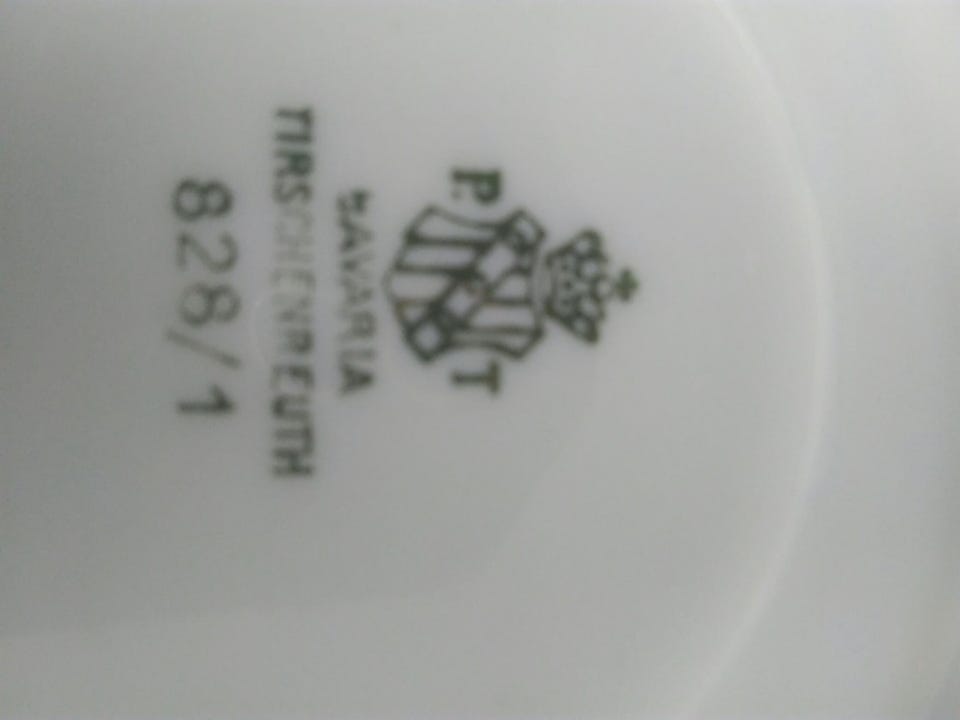 P. T
BAVARIA
TIRSCHENREUTH
828/1